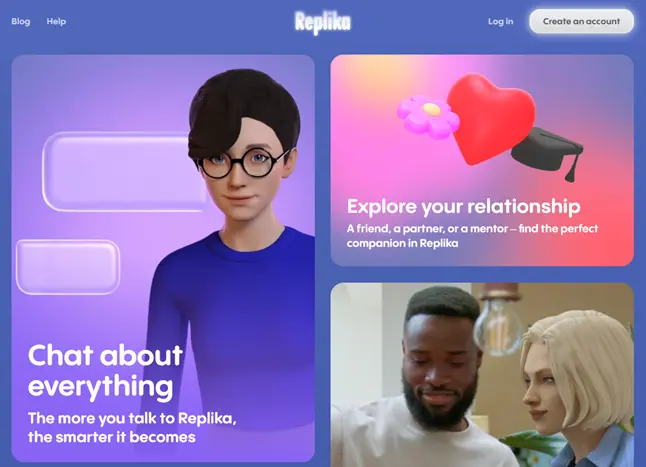 Blog
Help
Replika
Log in
Create an account
Chat about
everything
The more you talk to Replika,
the smarter it becomes
Explore your relationship
A friend, a partner, or a mentor – find the perfect
companion in Replika